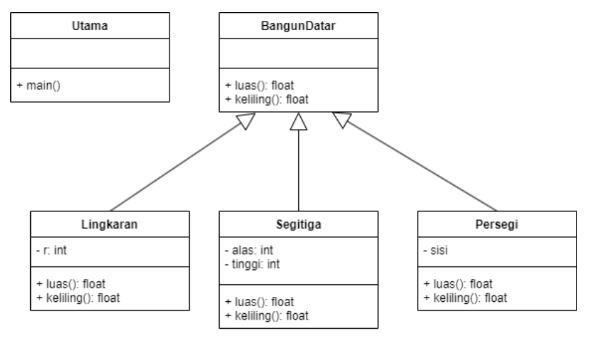 Utama
+ main()
BangunDatar
+ luas(): float
+ keliling(): float
Lingkaran
- r: int
+ luas(): float
+ keliling(): float
Segitiga
- alas: int
- tinggi: int
+ luas(): float
+ keliling(): float
Persegi
- sisi
+ luas(): float
+ keliling(): float